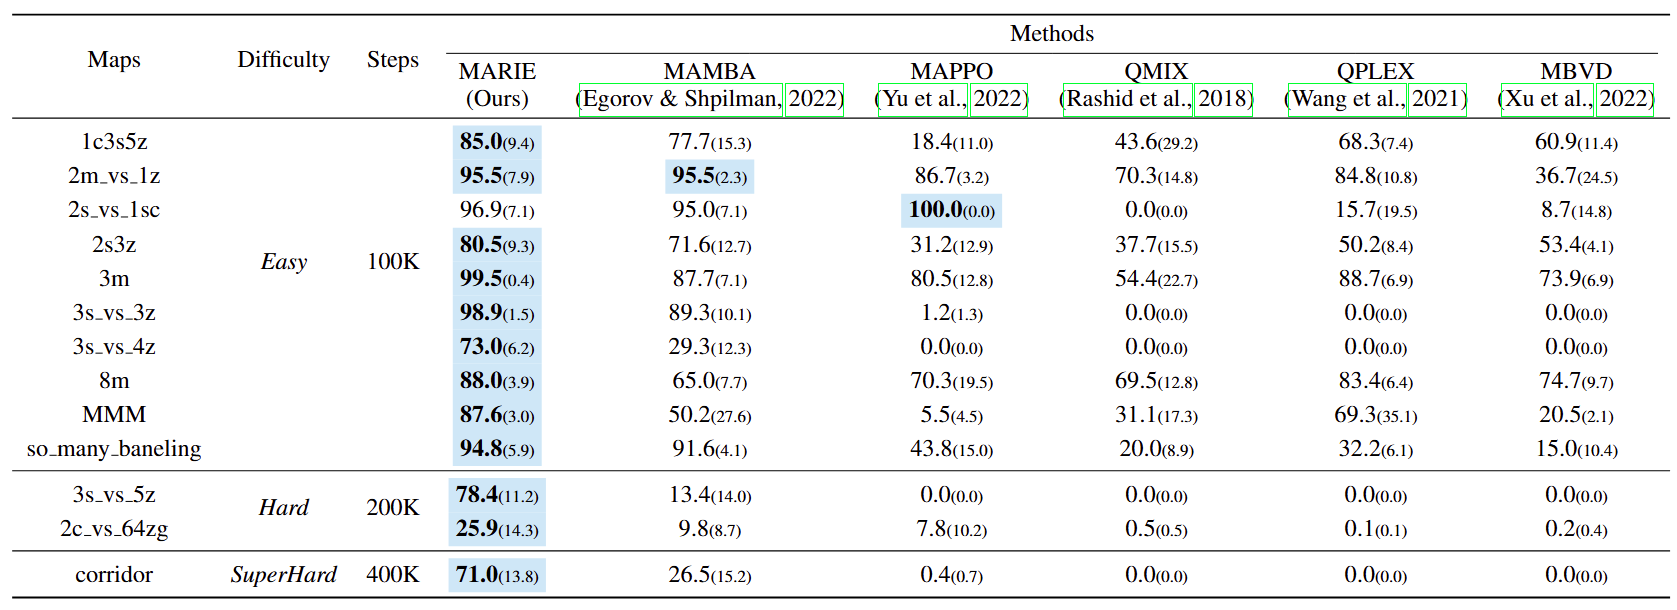 Methods
Maps Difficulty Steps
MARIE MAMBA MAPPO QMIX QPLEX MBVD
(Ours) (Egorov & Shpilman, 2022) (Yu et al., 2022) (Rashid et al., 2018) (Wang et al., 2021) (Xu et al., 2022)
1c3s5z 85.0(9.4) 77.7(15.3) 18.4(11.0) 43.6(29.2) 68.3(7.4) 60.9(11.4)
2m_vs_1z 95.5(7.9) 95.5(2.3) 86.7(3.2) 70.3(14.8) 84.8(10.8) 36.7(24.5)
2s_vs_1sc 96.9(7.1) 95.0(7.1) 100.0(0.0) 0.0(0.0) 15.7(19.5) 8.7(14.8)
2s3z 80.5(9.3) 71.6(12.7) 31.2(12.9) 37.7(15.5) 50.2(8.4) 53.4(4.1)
Easy 100K
3m 99.5(0.4) 87.7(7.1) 80.5(12.8) 54.4(22.7) 88.7(6.9) 73.9(6.9)
3s_vs_3z 98.9(1.5) 89.3(10.1) 1.2(1.3) 0.0(0.0) 0.0(0.0) 0.0(0.0)
3s_vs_4z 73.0(6.2) 29.3(12.3) 0.0(0.0) 0.0(0.0) 0.0(0.0) 0.0(0.0)
8m 88.0(3.9) 65.0(7.7) 70.3(19.5) 69.5(12.8) 83.4(6.4) 74.7(9.7)
MMM 87.6(3.0) 50.2(27.6) 5.5(4.5) 31.1(17.3) 69.3(35.1) 20.5(2.1)
so_many_baneling 94.8(5.9) 91.6(4.1) 43.8(15.0) 20.0(8.9) 32.2(6.1) 15.0(10.4)
3s_vs_5z 78.4(11.2) 13.4(14.0) 0.0(0.0) 0.0(0.0) 0.0(0.0) 0.0(0.0)
Hard 200K
2c_vs_64zg 25.9(14.3) 9.8(8.7) 7.8(10.2) 0.5(0.5) 0.1(0.1) 0.2(0.4)
corridor SuperHard 400K 71.0(13.8) 26.5(15.2) 0.4(0.7) 0.0(0.0) 0.0(0.0) 0.0(0.0)